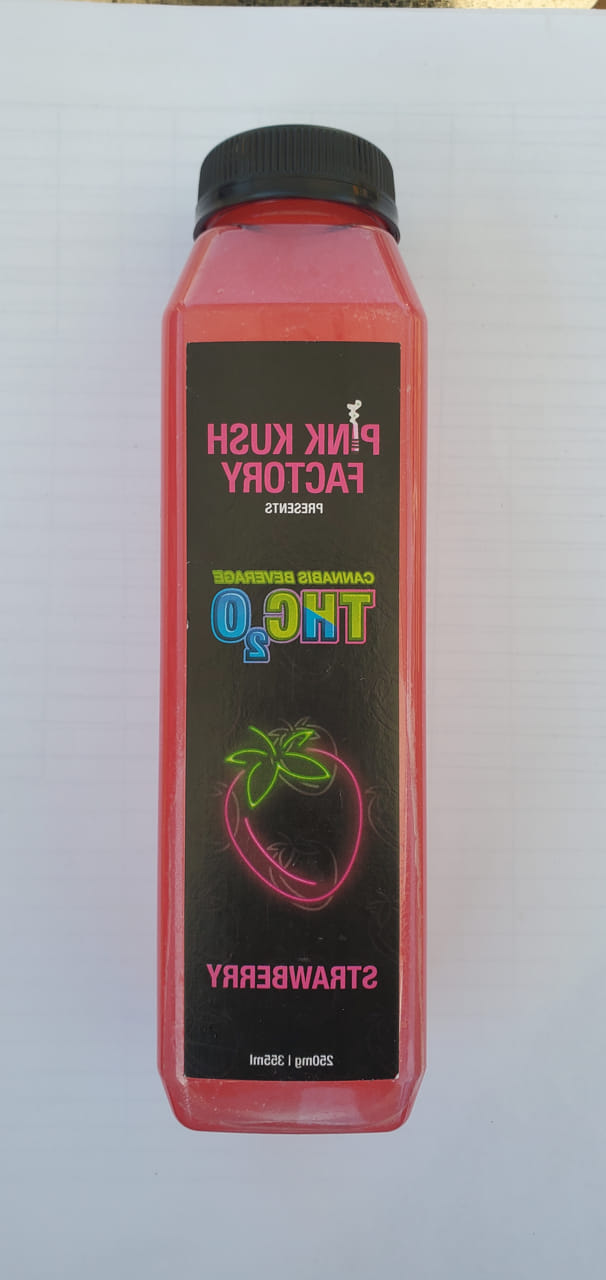 PINK KUSH
FACTORY
PRESENTS
CANNABIS BEVERAGE
THC2O
STRAWBERRY
250mg | 355ml